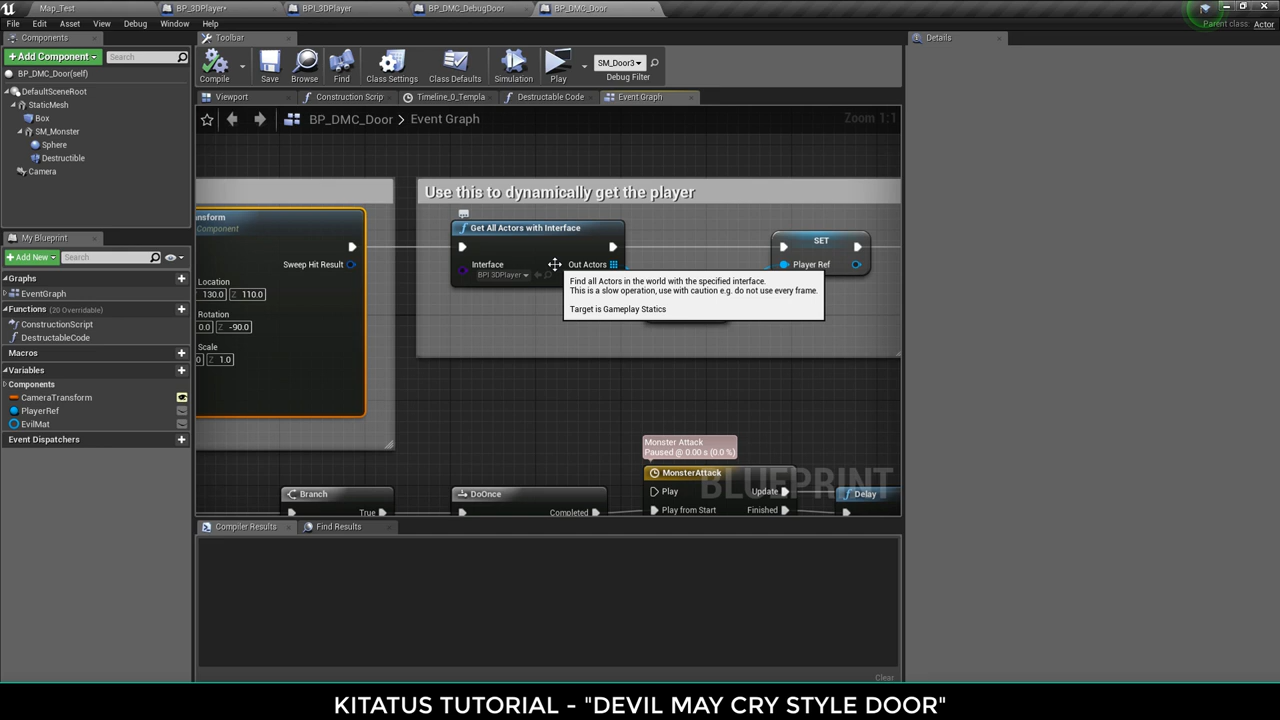 Map_Test
BP_3DPlayer*
BPI_3DPlayer
BP_DMC_DebugDoor
BP_DMC_Door
File Edit Asset View Debug Window Help
Parent class: Actor
Components
Toolbar
Details
+Add Component
Search
BP_DMC_Door(self)
DefaultSceneRoot
StaticMesh
Box
SM_Monster
Sphere
Destructible
Camera
Compile
Save
Browse
Find
Class Settings
Class Defaults
Simulation
Play
SM_Door3
Debug Filter
Viewport
Construction Scrip
Timeline_0_Templa
Destructable Code
Event Graph
BP_DMC_Door > Event Graph
Zoom 1:1
My Blueprint
+Add New
Search
Graphs
EventGraph
Functions (20 Overridable)
ConstructionScript
DestructableCode
Macros
Variables
Components
CameraTransform
PlayerRef
EvilMat
Event Dispatchers
nsform
Component
Sweep Hit Result
Location
130.0 Z 110.0
Rotation
0.0 Z -90.0
Scale
0 Z 1.0
Use this to dynamically get the player
Get All Actors with Interface
Interface
BPI 3DPlayer
Out Actors
SET
Player Ref
Find all Actors in the world with the specified interface.
This is a slow operation, use with caution e.g. do not use every frame.
Target is Gameplay Statics
Monster Attack
Paused @ 0.00 s (0.0 %)
MonsterAttack
Play
Update
Play from Start
Finished
Branch
True
DoOnce
Completed
Delay
BLUEPRINT
Compiler Results
Find Results
Clear
KITATUS TUTORIAL - "DEVIL MAY CRY STYLE DOOR"